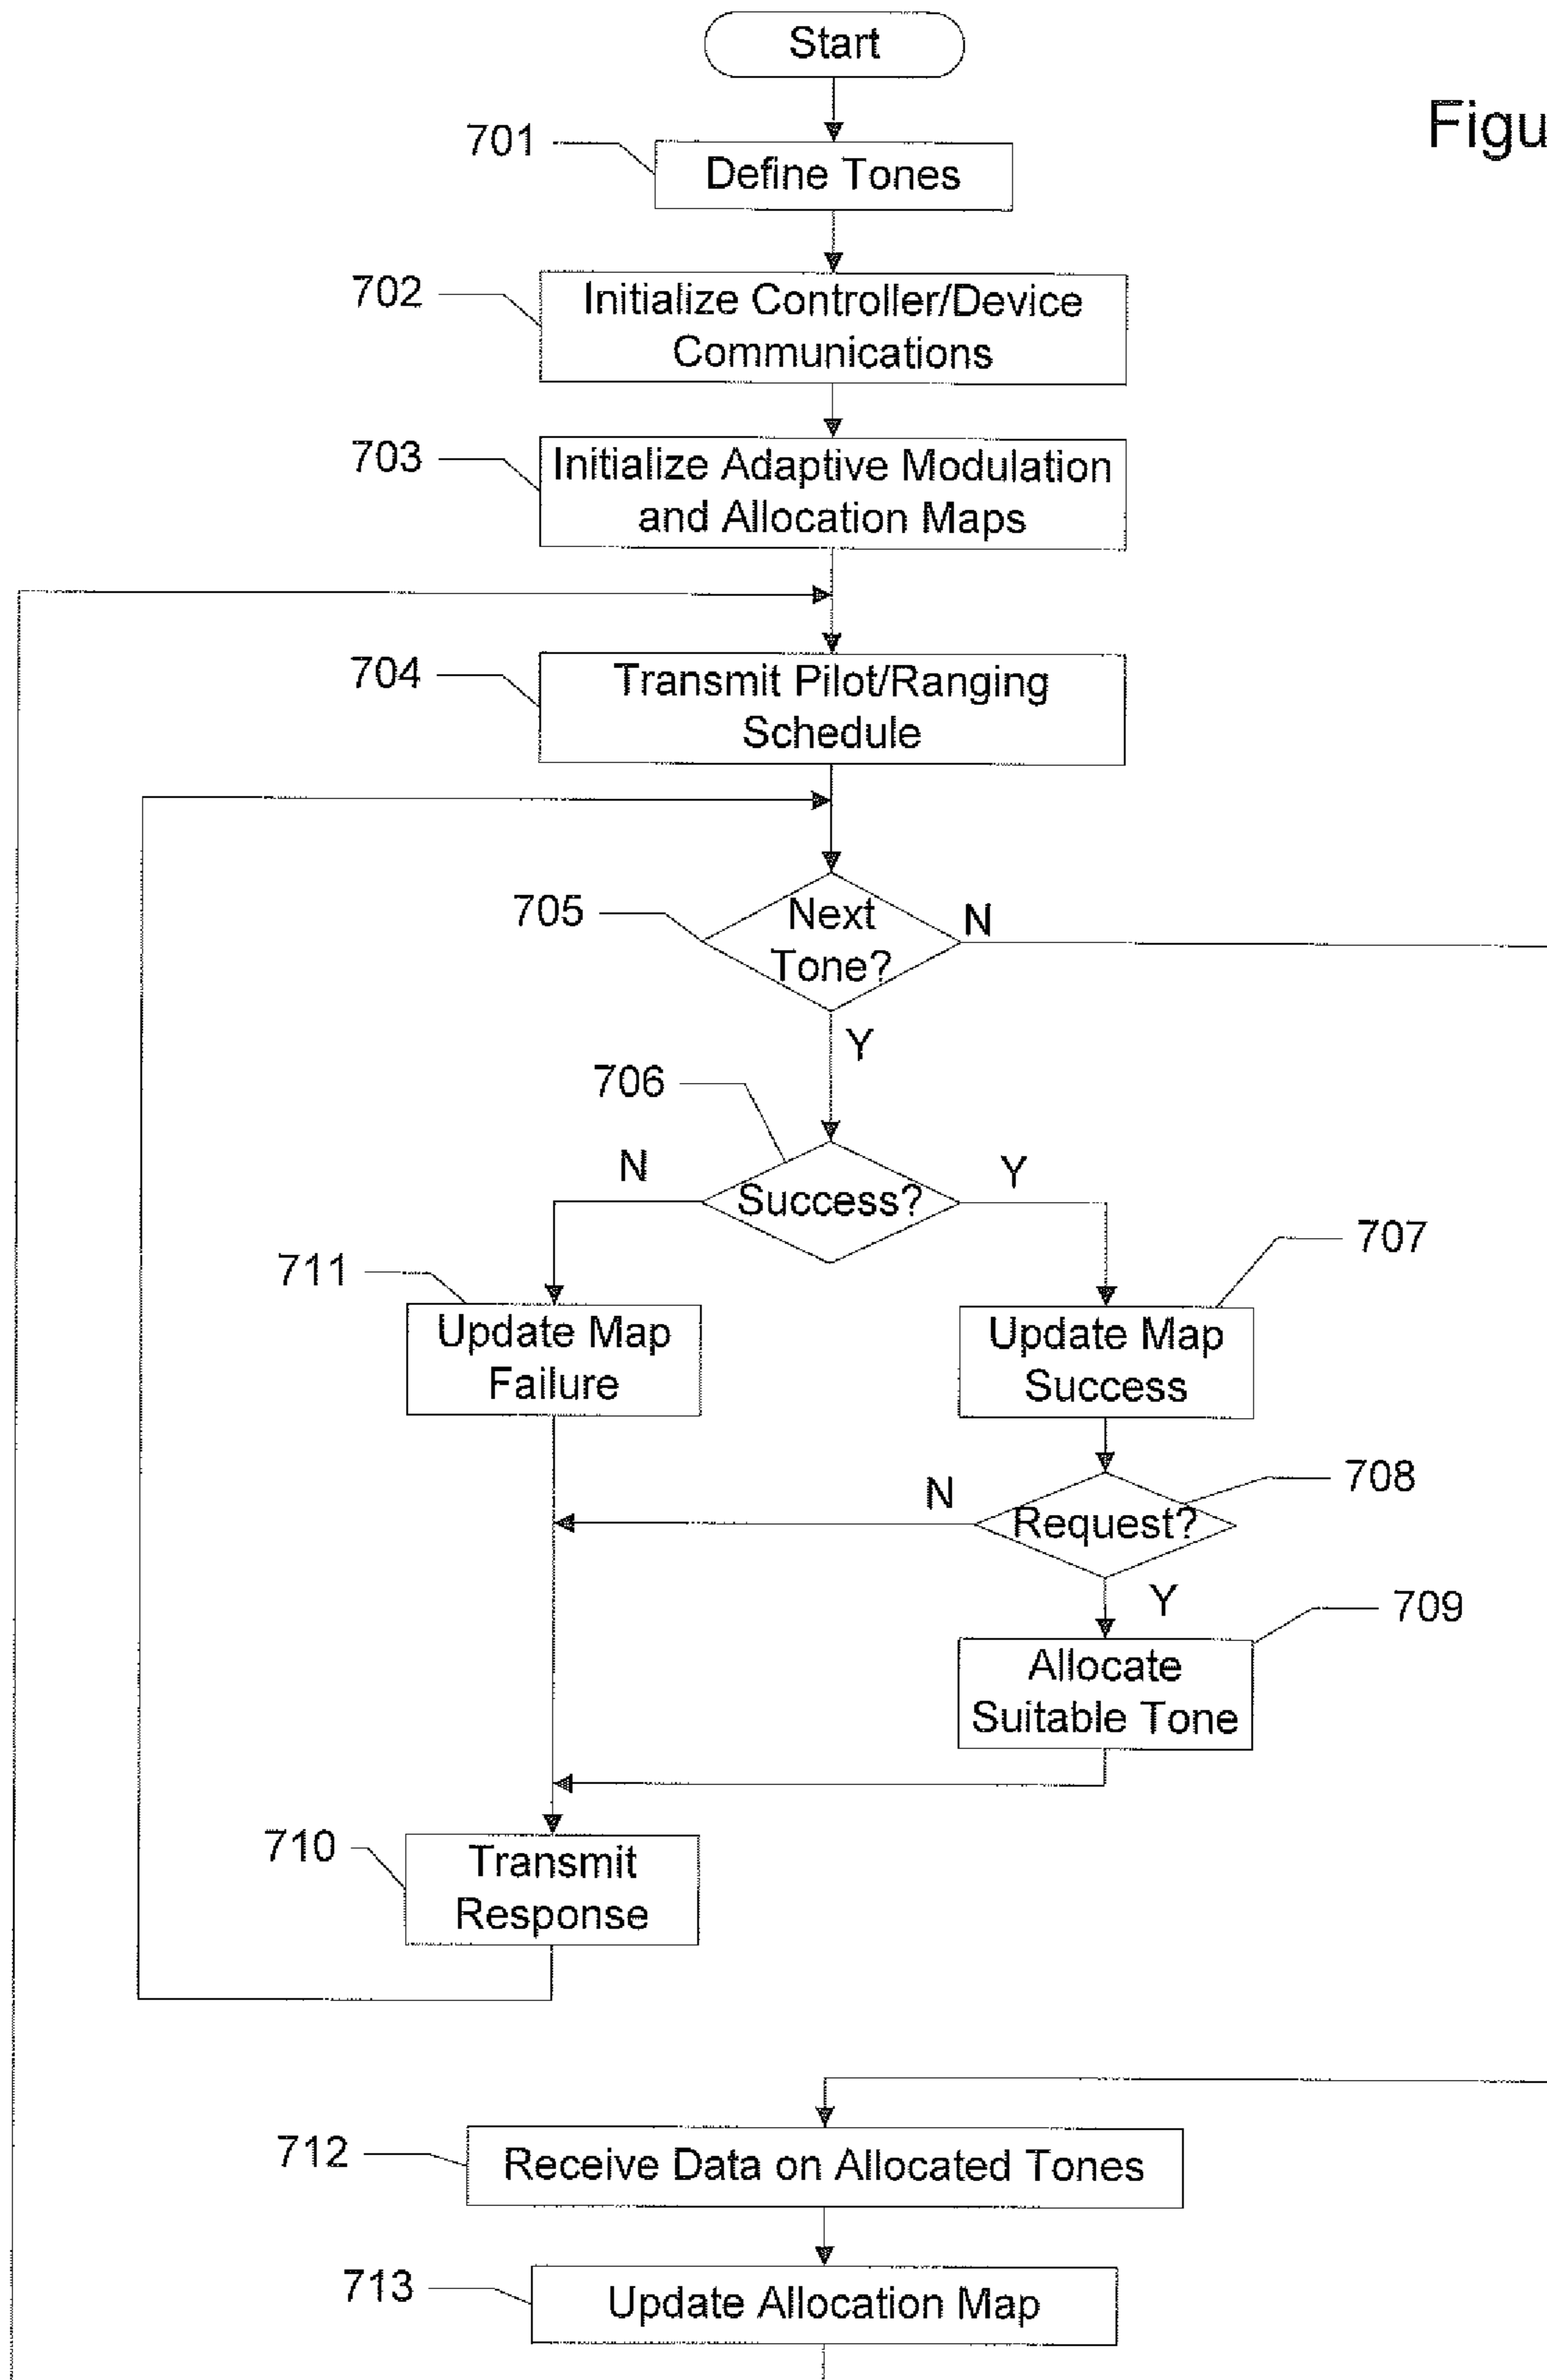 Start
Figu
701
Define Tones
702
Initialize Controller/Device
Communications
703
Initialize Adaptive Modulation
and Allocation Maps
704
Transmit Pilot/Ranging
Schedule
705
Next
Tone?
N
Y
706
Success?
N
Y
711
Update Map
Failure
707
Update Map
Success
708
Request?
N
Y
709
Allocate
Suitable Tone
710
Transmit
Response
712
Receive Data on Allocated Tones
713
Update Allocation Map